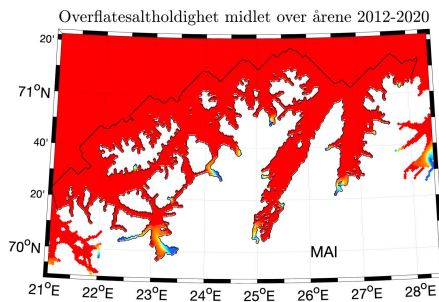 Overflatesaltholdighet midlet over årene 2012-2020
20'
71°N
40'
20'
70°N
MAI
21°E 22°E 23°E 24°E 25°E 26°E 27°E 28°E